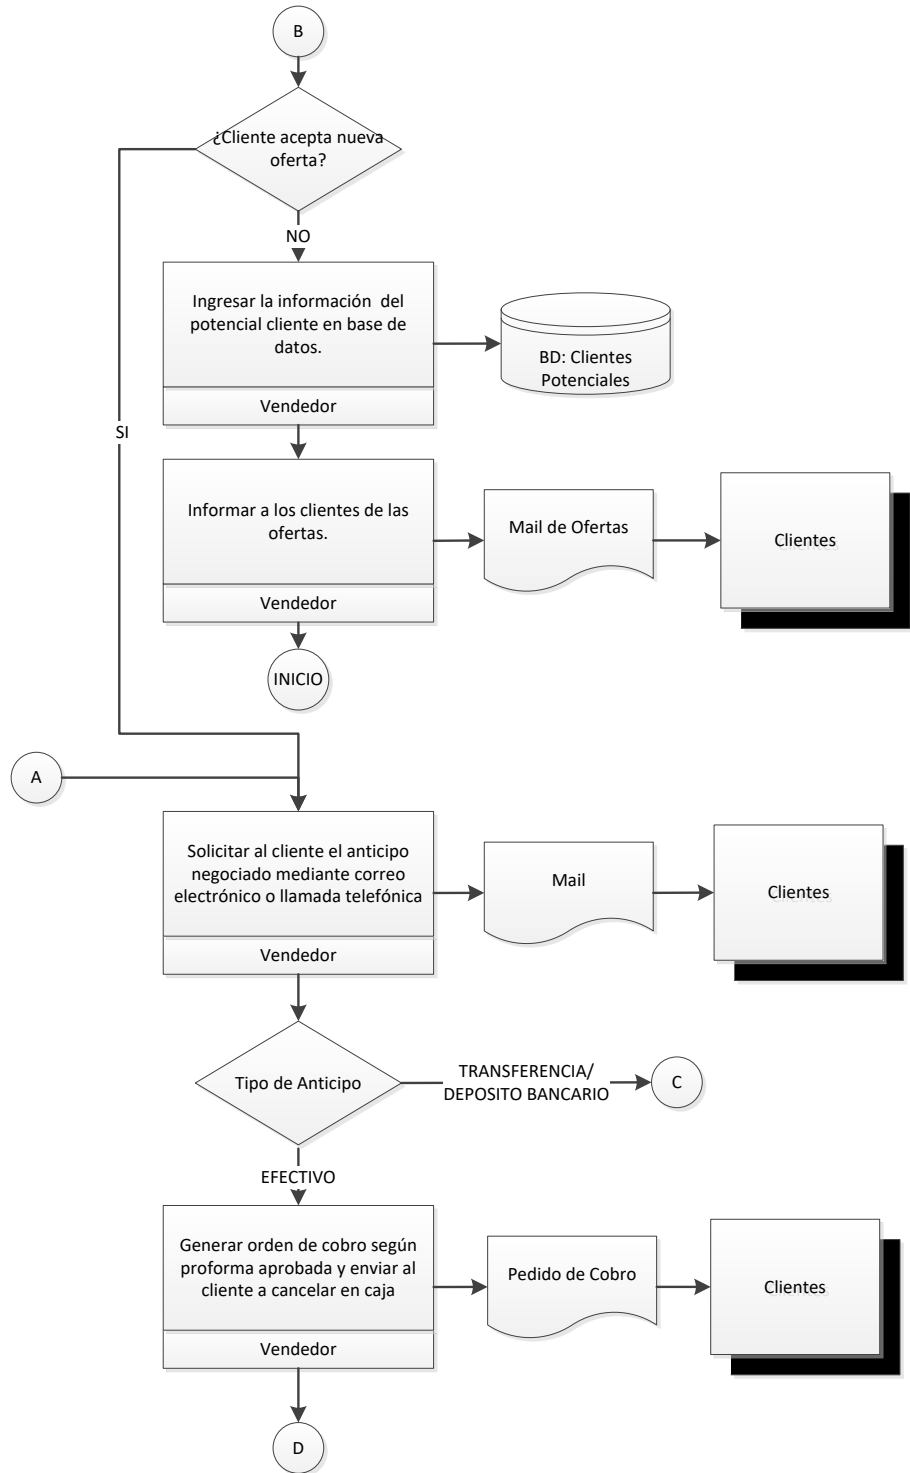 B
¿Cliente acepta nueva
oferta?
NO
Ingresar la información del
potencial cliente en base de
datos.
Vendedor
BD: Clientes
Potenciales
SI
Informar a los clientes de las
ofertas.
Vendedor
Mail de Ofertas
Clientes
INICIO
A
Solicitar al cliente el anticipo
negociado mediante correo
electrónico o llamada telefónica
Vendedor
Mail
Clientes
Tipo de Anticipo
TRANSFERENCIA/
DEPOSITO BANCARIO
C
EFECTIVO
Generar orden de cobro según
proforma aprobada y enviar al
cliente a cancelar en caja
Vendedor
Pedido de Cobro
Clientes
D